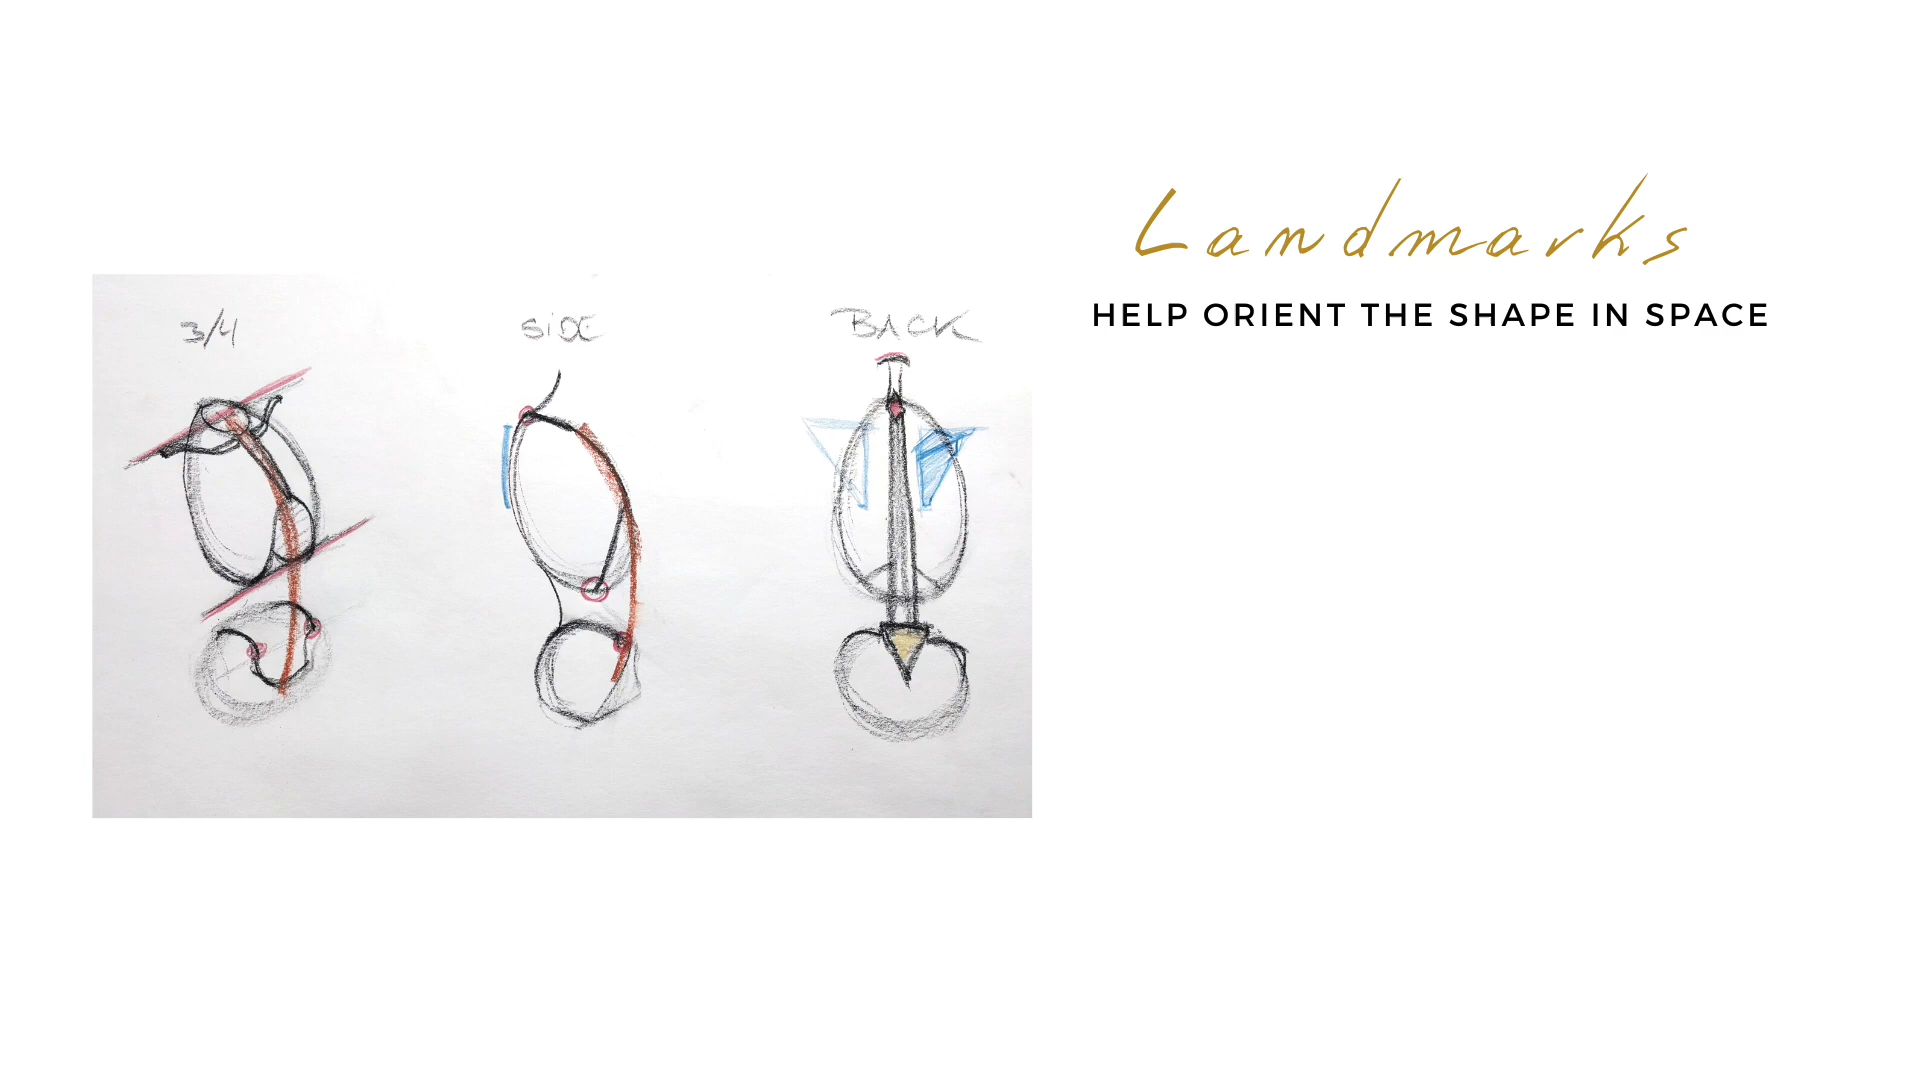 Landmarks
HELP ORIENT THE SHAPE IN SPACE
3/4
SIDE
BACK